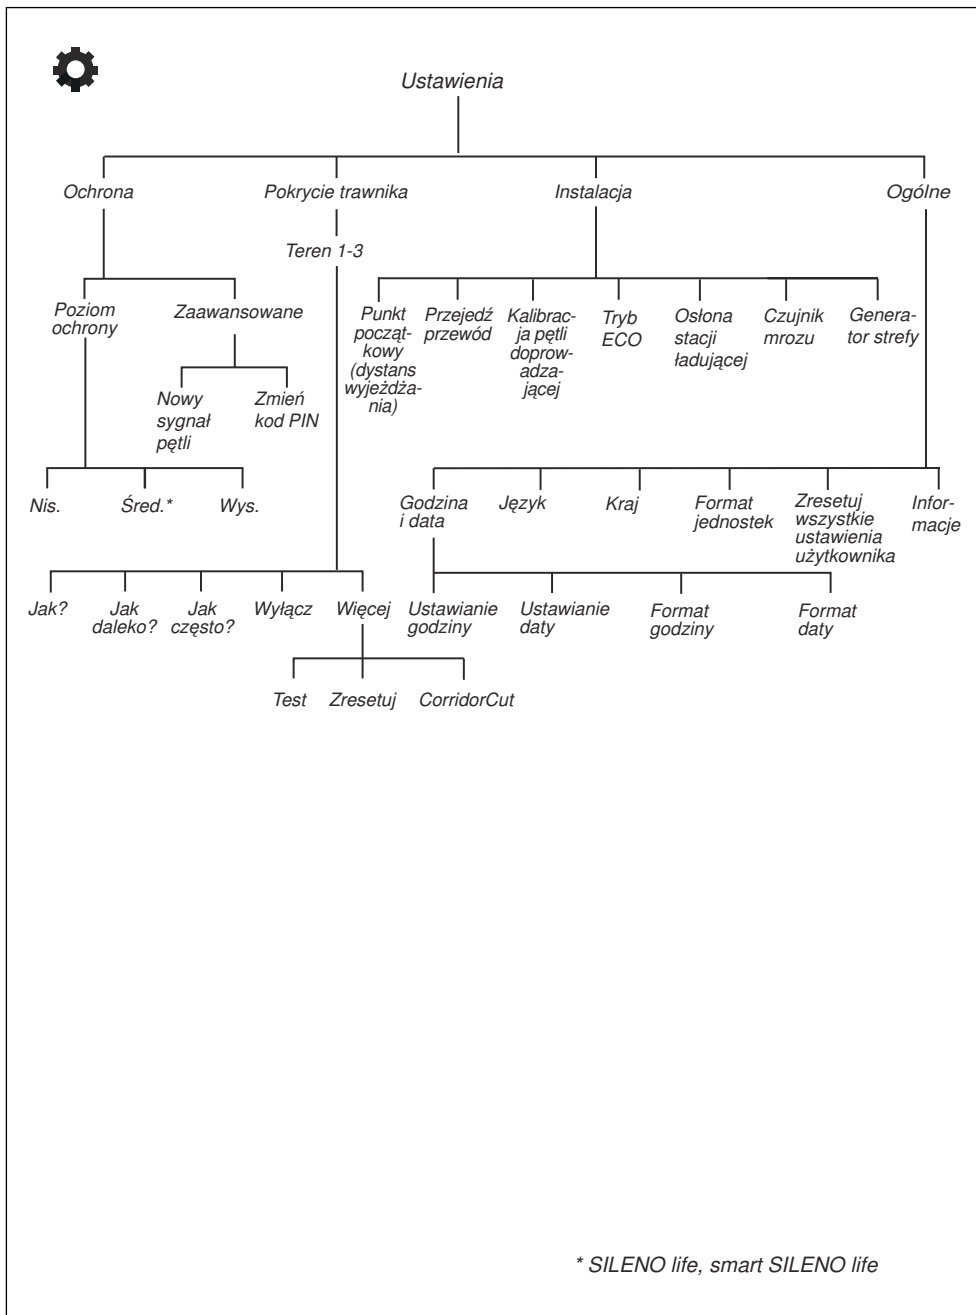 Ustawienia
Ochrona
Pokrycie trawnika
Instalacja
Ogólne
Teren 1-3
Poziom
ochrony
Zaawansowane
Punkt
począt-
kowy
(dystans
wyjeżdża-
nia)
Przejedź
przewód
Kalibrac-
ja pętli
doprow-
adza-
jącej
Tryb
ECO
Osłona
stacji
ładującej
Czujnik
mrozu
Genera-
tor strefy
Nowy
sygnał
pętli
Zmień
kod PIN
Nis.
Śred.*
Wys.
Godzina
i data
Język
Kraj
Format
jednostek
Zresetuj
wszystkie
ustawienia
użytkownika
Infor-
macje
Jak?
Jak
daleko?
Jak
często?
Wyłącz
Więcej
Ustawianie
godziny
Ustawianie
daty
Format
godziny
Format
daty
Test
Zresetuj
CorridorCut
* SILENO life, smart SILENO life